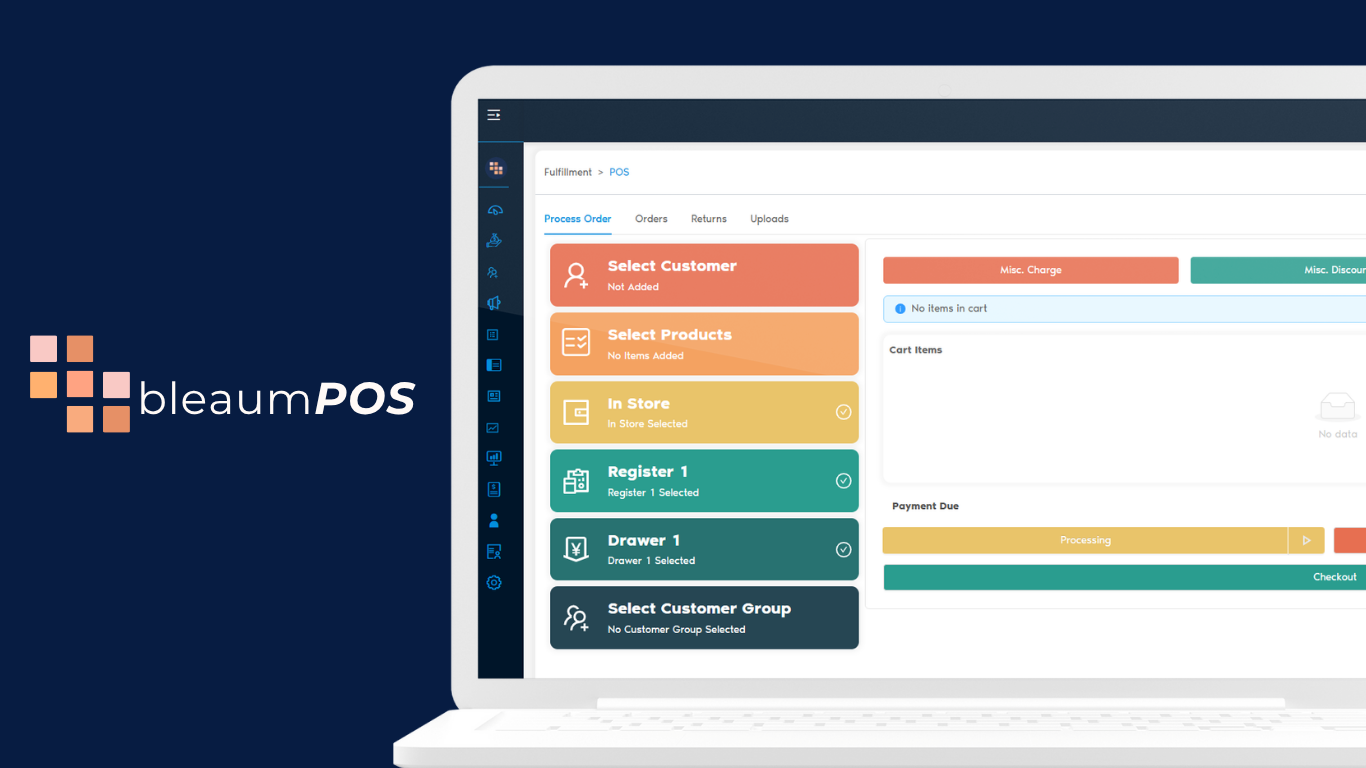 bleaumPOS
Fulfillment > POS
Process Order Orders Returns Uploads
Select Customer
Not Added
Select Products
No Items Added
In Store
In Store Selected
Register 1
Register 1 Selected
Drawer 1
Drawer 1 Selected
Select Customer Group
No Customer Group Selected
Misc. Charge Misc. Discoun
No items in cart
Cart Items
No data
Payment Due
Processing
Checkout